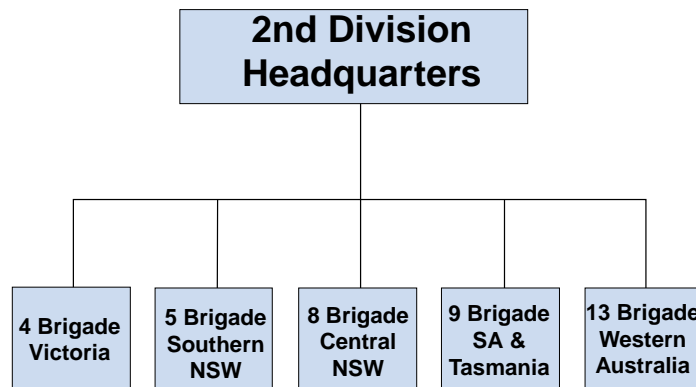 2nd Division
Headquarters
4 Brigade
Victoria
5 Brigade
Southern
NSW
8 Brigade
Central
NSW
9 Brigade
SA &
Tasmania
13 Brigade
Western
Australia